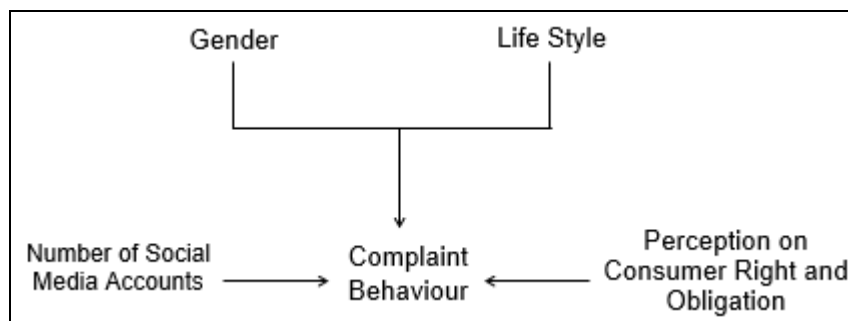 Gender
Life Style
Number of Social
Media Accounts
Complaint
Behaviour
Perception on
Consumer Right and
Obligation